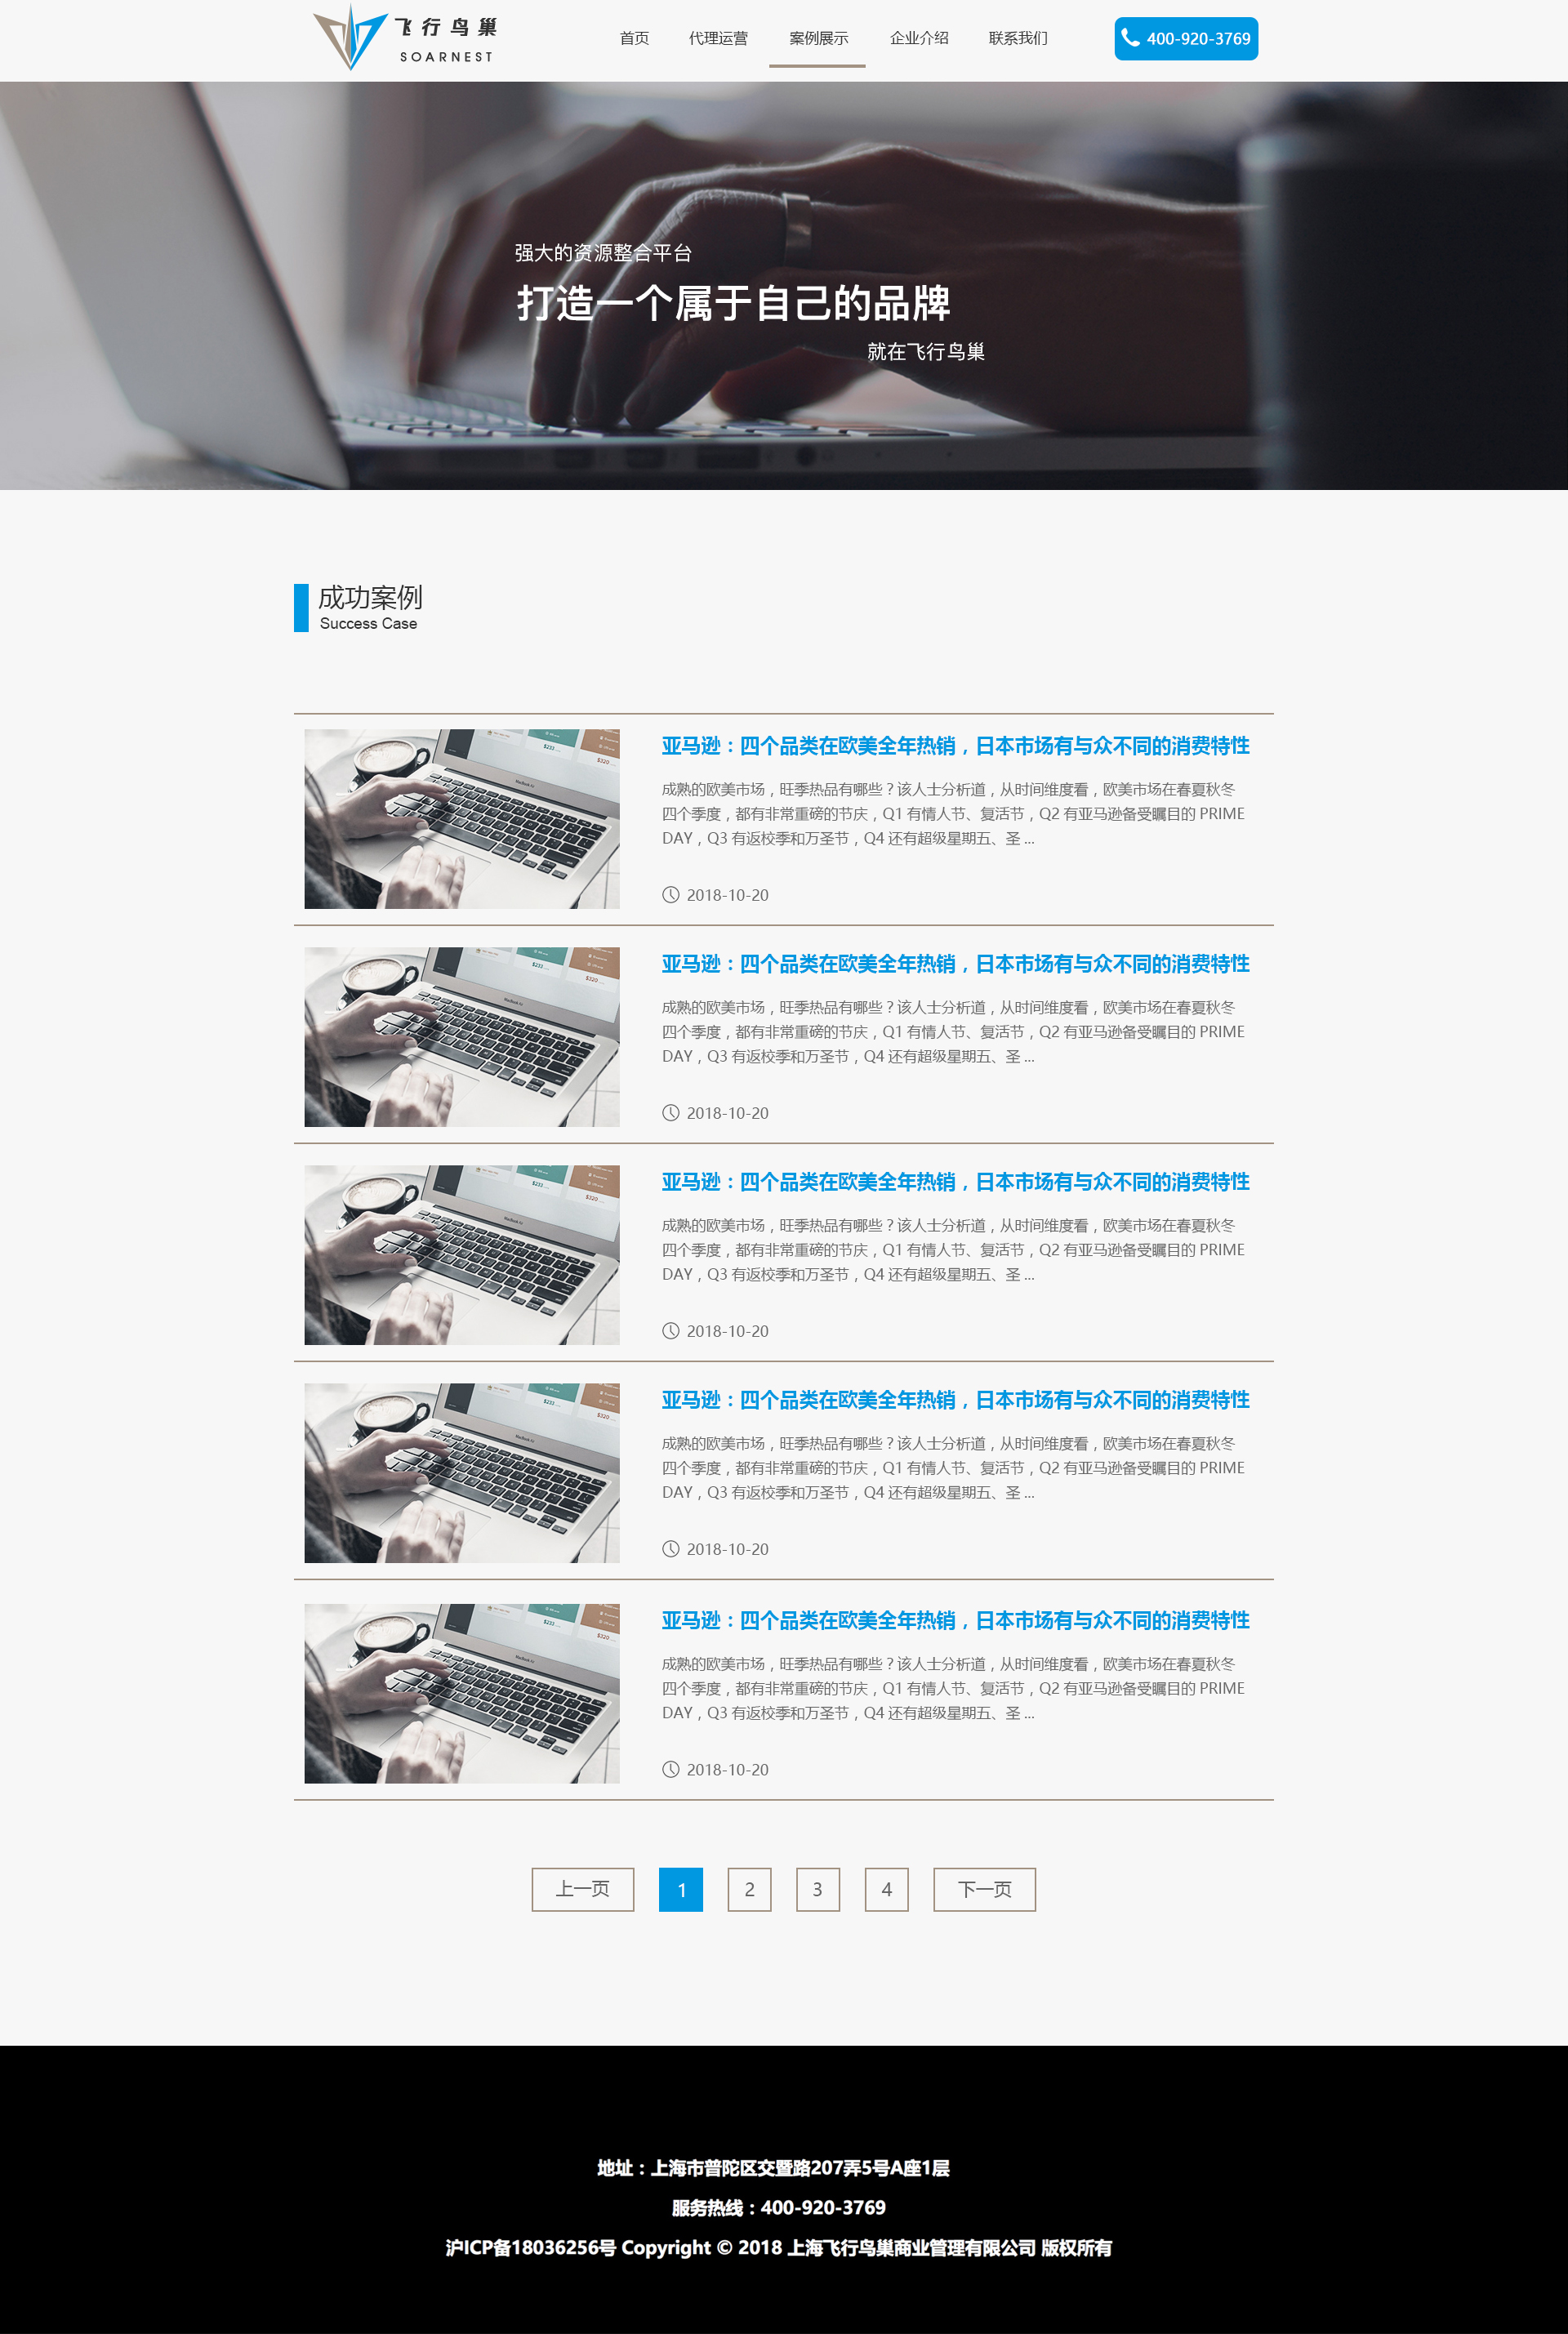 飞行鸟巢
SOARNEST
首页 代理运营 案例展示 企业介绍 联系我们
400-920-3769
强大的资源整合平台
打造一个属于自己的品牌
就在飞行鸟巢
成功案例
Success Case
亚马逊：四个品类在欧美全年热销，日本市场有与众不同的消费特性
成熟的欧美市场，旺季热品有哪些？该人士分析道，从时间维度看，欧美市场在春夏秋冬
四个季度，都有非常重磅的节庆，Q1 有情人节、复活节，Q2 有亚马逊备受瞩目的 PRIME
DAY，Q3 有返校季和万圣节，Q4 还有超级星期五、圣 ...
2018-10-20
亚马逊：四个品类在欧美全年热销，日本市场有与众不同的消费特性
成熟的欧美市场，旺季热品有哪些？该人士分析道，从时间维度看，欧美市场在春夏秋冬
四个季度，都有非常重磅的节庆，Q1 有情人节、复活节，Q2 有亚马逊备受瞩目的 PRIME
DAY，Q3 有返校季和万圣节，Q4 还有超级星期五、圣 ...
2018-10-20
亚马逊：四个品类在欧美全年热销，日本市场有与众不同的消费特性
成熟的欧美市场，旺季热品有哪些？该人士分析道，从时间维度看，欧美市场在春夏秋冬
四个季度，都有非常重磅的节庆，Q1 有情人节、复活节，Q2 有亚马逊备受瞩目的 PRIME
DAY，Q3 有返校季和万圣节，Q4 还有超级星期五、圣 ...
2018-10-20
亚马逊：四个品类在欧美全年热销，日本市场有与众不同的消费特性
成熟的欧美市场，旺季热品有哪些？该人士分析道，从时间维度看，欧美市场在春夏秋冬
四个季度，都有非常重磅的节庆，Q1 有情人节、复活节，Q2 有亚马逊备受瞩目的 PRIME
DAY，Q3 有返校季和万圣节，Q4 还有超级星期五、圣 ...
2018-10-20
亚马逊：四个品类在欧美全年热销，日本市场有与众不同的消费特性
成熟的欧美市场，旺季热品有哪些？该人士分析道，从时间维度看，欧美市场在春夏秋冬
四个季度，都有非常重磅的节庆，Q1 有情人节、复活节，Q2 有亚马逊备受瞩目的 PRIME
DAY，Q3 有返校季和万圣节，Q4 还有超级星期五、圣 ...
2018-10-20
上一页 1 2 3 4 下一页
地址：上海市普陀区交暨路207弄5号A座1层
服务热线：400-920-3769
沪ICP备18036256号 Copyright © 2018 上海飞行鸟巢商业管理有限公司 版权所有